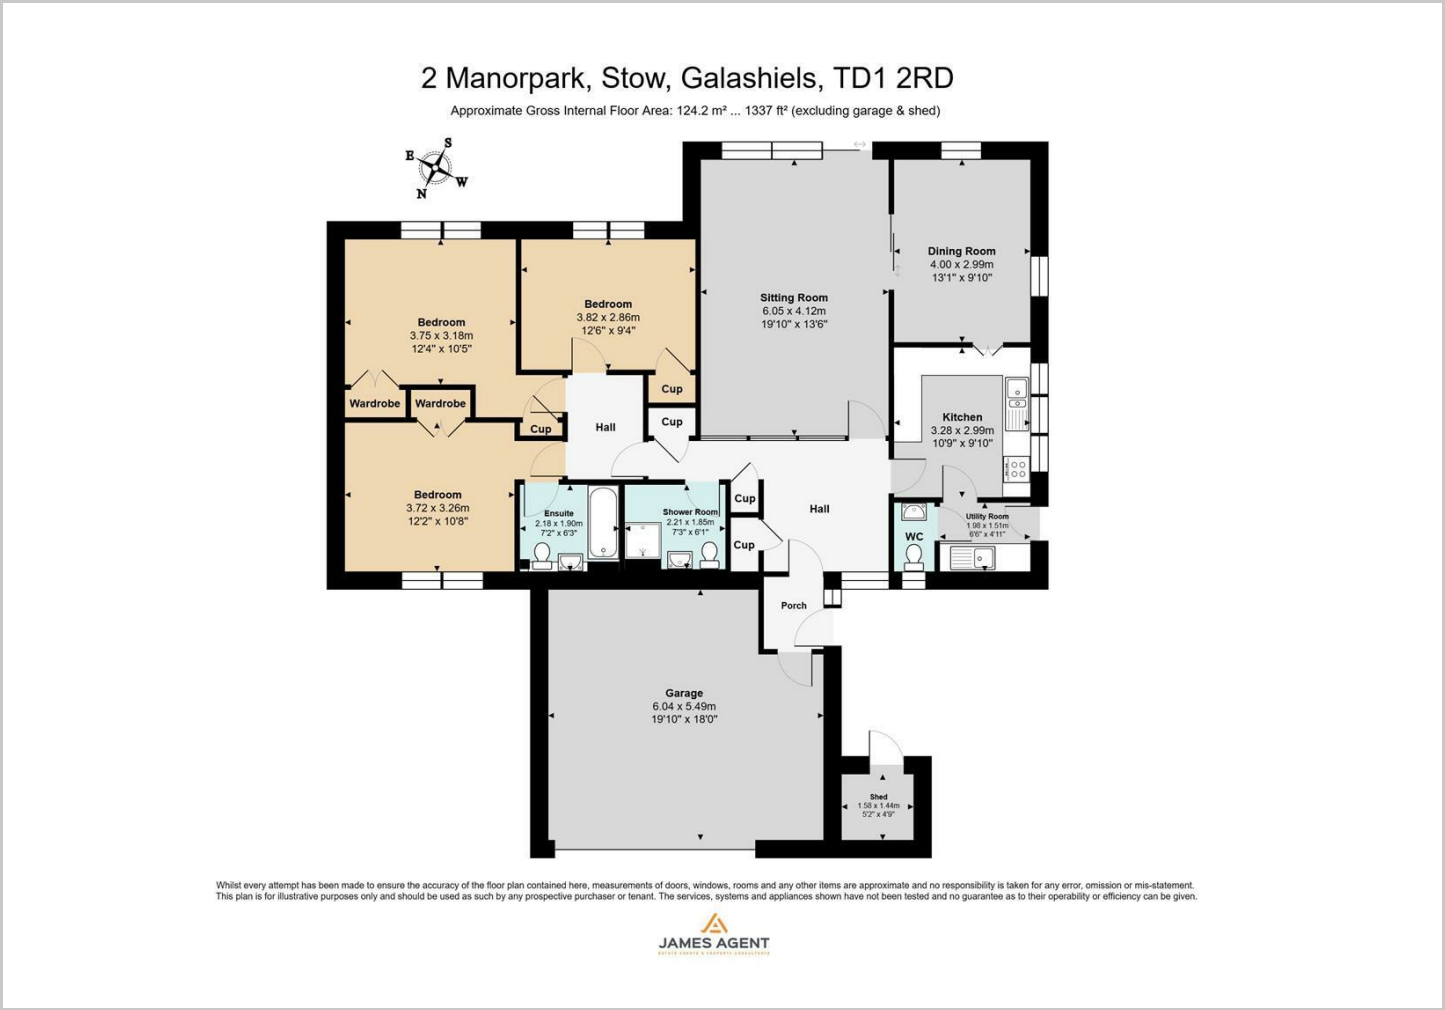 2 Manorpark, Stow, Galashiels, TD1 2RD
Approximate Gross Internal Floor Area: 124.2 m² ... 1337 ft² (excluding garage & shed)
S
E
W
N
Dining Room
4.00 x 2.99m
13'1" x 9'10"
Sitting Room
6.05 x 4.12m
19'10" x 13'6"
Bedroom
3.82 x 2.86m
12'6" x 9'4"
Bedroom
3.75 x 3.18m
12'4" x 10'5"
Cup
Wardrobe
Wardrobe
Kitchen
3.28 x 2.99m
10'9" x 9'10"
Cup
Cup
Hall
Bedroom
3.72 x 3.26m
12'2" x 10'8"
Cup
Hall
Ensuite
2.18 x 1.90m
7'2" x 6'3"
Shower Room
2.21 x 1.85m
7'3" x 6'1"
Utility Room
1.98 x 1.51m
6'6" x 4'11"
WC
Cup
Porch
Garage
6.04 x 5.49m
19'10" x 18'0"
Shed
1.58 x 1.44m
5'2" x 4'9"
Whilst every attempt has been made to ensure the accuracy of the floor plan contained here, measurements of doors, windows, rooms and any other items are approximate and no responsibility is taken for any error, omission or mis-statement.
This plan is for illustrative purposes only and should be used as such by any prospective purchaser or tenant. The services, systems and appliances shown have not been tested and no guarantee as to their operability or efficiency can be given.
JAMES AGENT
ESTATE AGENTS & PROPERTY CONSULTANTS